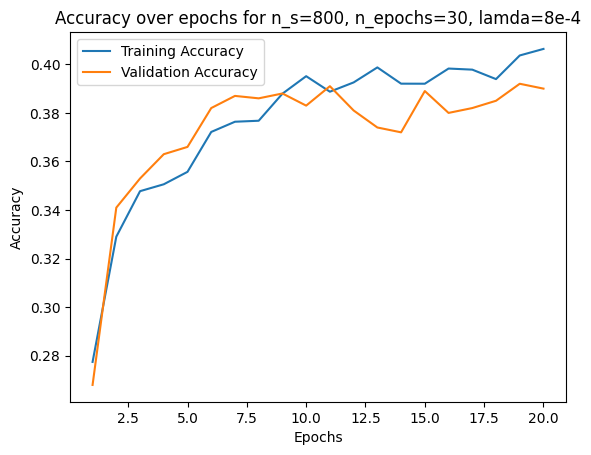 Accuracy over epochs for n_s=800, n_epochs=30, lamda=8e-4
Training Accuracy
Validation Accuracy
Accuracy
0.40
0.38
0.36
0.34
0.32
0.30
0.28
2.5 5.0 7.5 10.0 12.5 15.0 17.5 20.0
Epochs